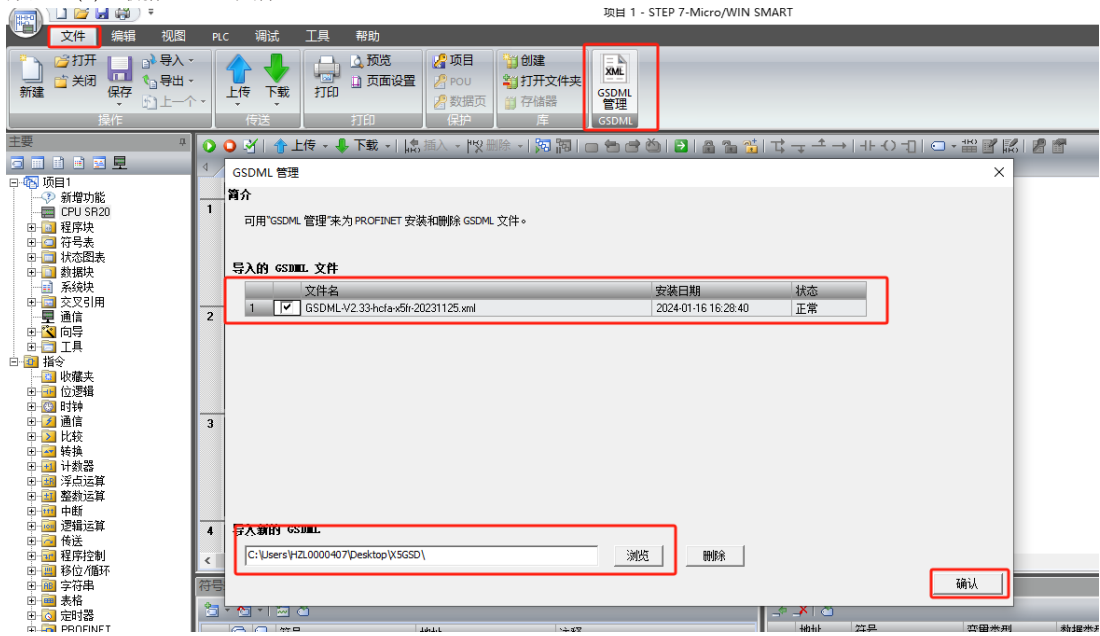 项目 1 - STEP 7-Micro/WIN SMART
文件 编辑 视图 PLC 调试 工具 帮助
新建 打开 关闭 保存 导入 导出 上一个
上传 下载
打印 预览 页面设置
项目 POU 数据页
创建 打开文件夹 存储器
XML GSDML 管理
操作 传送 打印 保护 库 GSDML
主要
上传 下载 插入 删除
项目1
新增功能
CPU SR20
程序块
符号表
状态图表
数据块
系统块
交叉引用
通信
向导
工具
指令
收藏夹
位逻辑
时钟
通信
比较
转换
计数器
浮点运算
整数运算
中断
逻辑运算
传送
程序控制
移位/循环
字符串
表格
定时器
PROFINET
1
2
3
4
GSDML 管理
简介
可用"GSDML 管理"来为 PROFINET 安装和删除 GSDML 文件。
导入的 GSDML 文件
文件名 安装日期 状态
1 GSDML-V2.33-hcfa-x5fr-20231125.xml 2024-01-16 16:28:40 正常
导入新的 GSDML
C:\Users\HZL0000407\Desktop\X5GSD\ 浏览 删除
确认
符号
符号 地址 注释
地址 符号 变量类型 数据类型